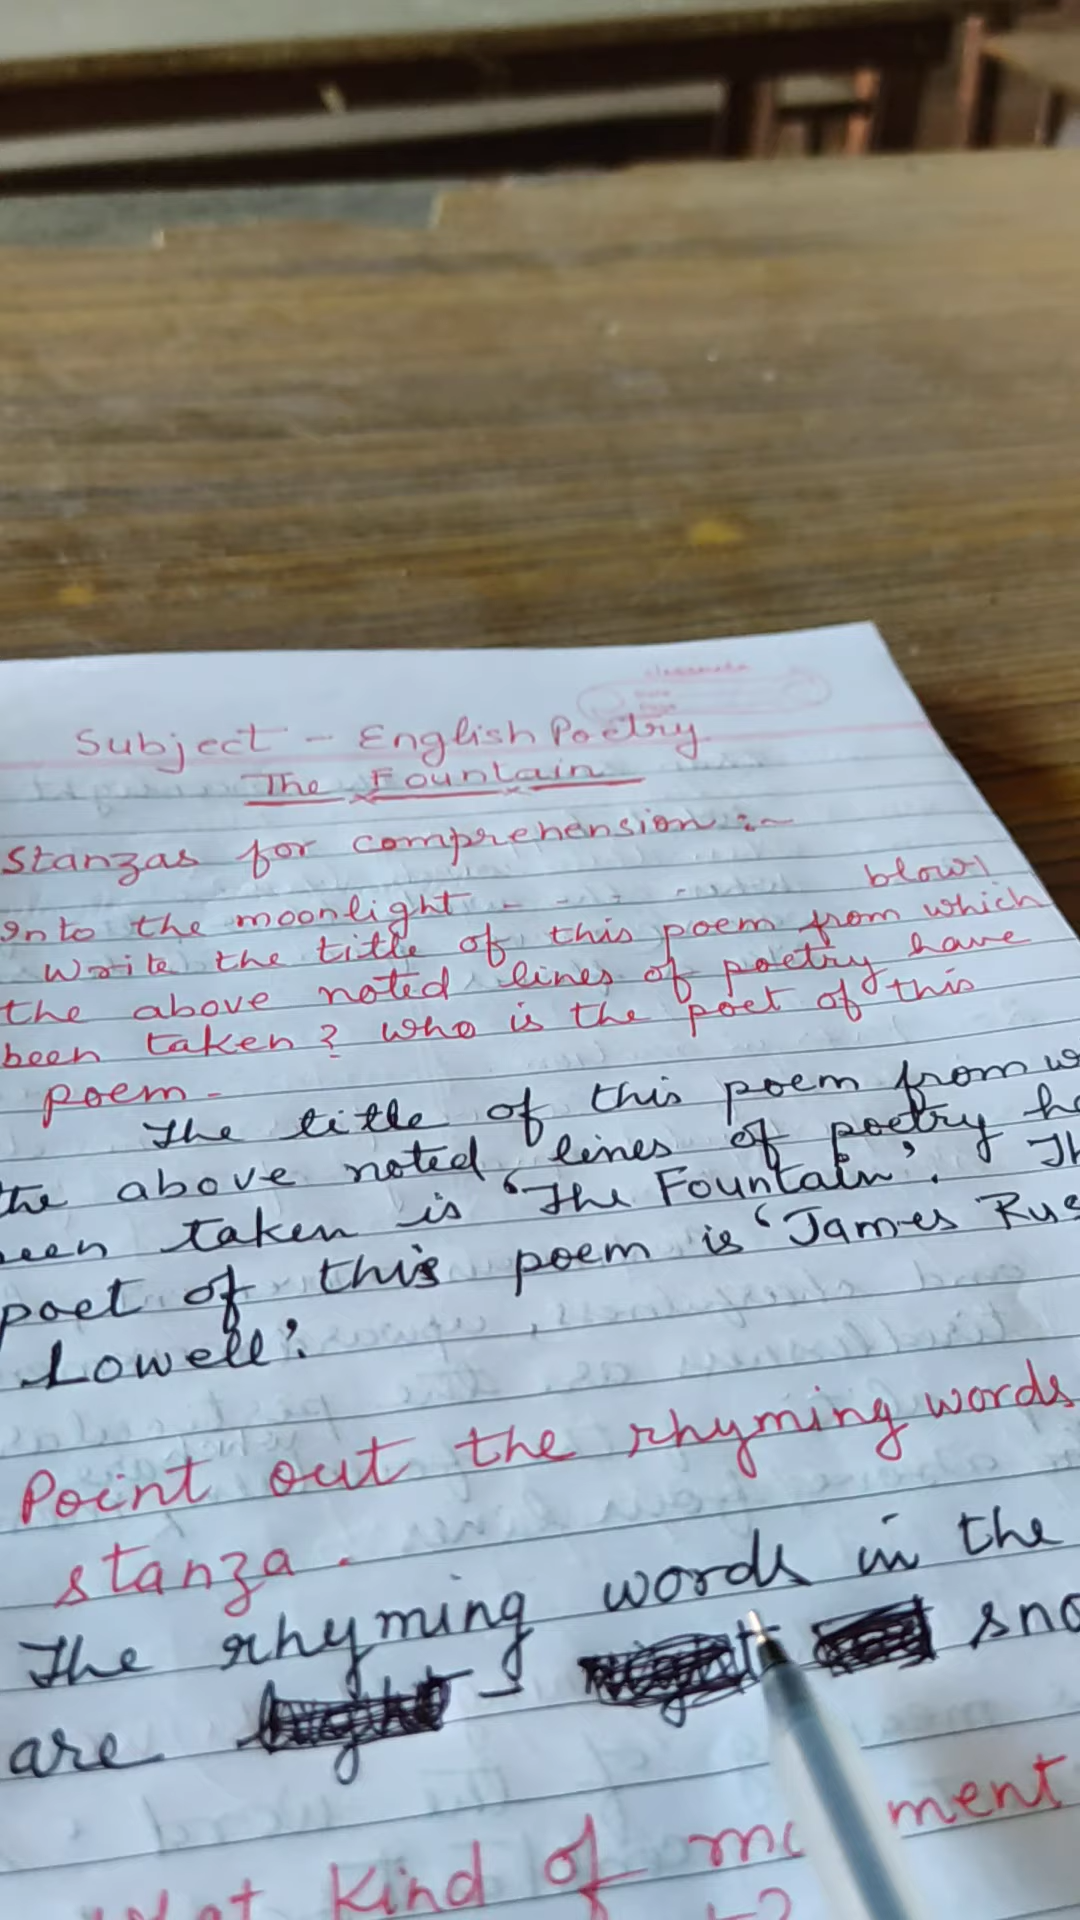 Subject - English Poetry
The Fountain
Stanzas for comprehension :~
Into the moonlight - - - - blow!
Write the title of this poem from which
the above noted lines of poetry have
been taken? who is the poet of this
poem -
The title of this poem from w
the above noted lines of poetry ha
een taken is 'The Fountain'. Th
poet of this poem is 'James Rus
Lowell'.
Point out the rhyming words
stanza.
The rhyming words in the
are sno
Kind of ment